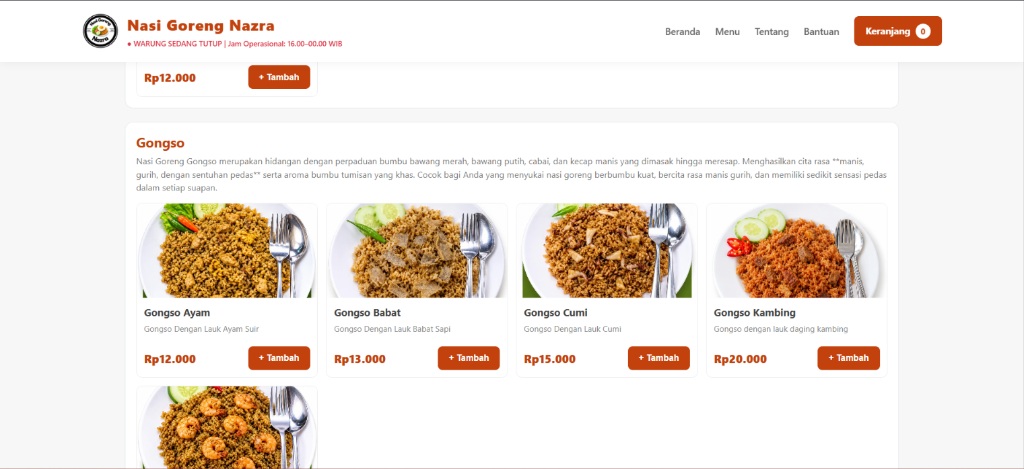 Nasi Goreng
Nazra
Nasi Goreng Nazra
● WARUNG SEDANG TUTUP | Jam Operasional: 16.00–00.00 WIB
Beranda
Menu
Tentang
Bantuan
Keranjang 0
Rp12.000
+ Tambah
Gongso
Nasi Goreng Gongso merupakan hidangan dengan perpaduan bumbu bawang merah, bawang putih, cabai, dan kecap manis yang dimasak hingga meresap. Menghasilkan cita rasa **manis,
gurih, dengan sentuhan pedas** serta aroma bumbu tumisan yang khas. Cocok bagi Anda yang menyukai nasi goreng berbumbu kuat, bercita rasa manis gurih, dan memiliki sedikit sensasi pedas
dalam setiap suapan.
Gongso Ayam
Gongso Dengan Lauk Ayam Suir
Rp12.000
+ Tambah
Gongso Babat
Gongso Dengan Lauk Babat Sapi
Rp13.000
+ Tambah
Gongso Cumi
Gongso Dengan Lauk Cumi
Rp15.000
+ Tambah
Gongso Kambing
Gongso dengan lauk daging kambing
Rp20.000
+ Tambah